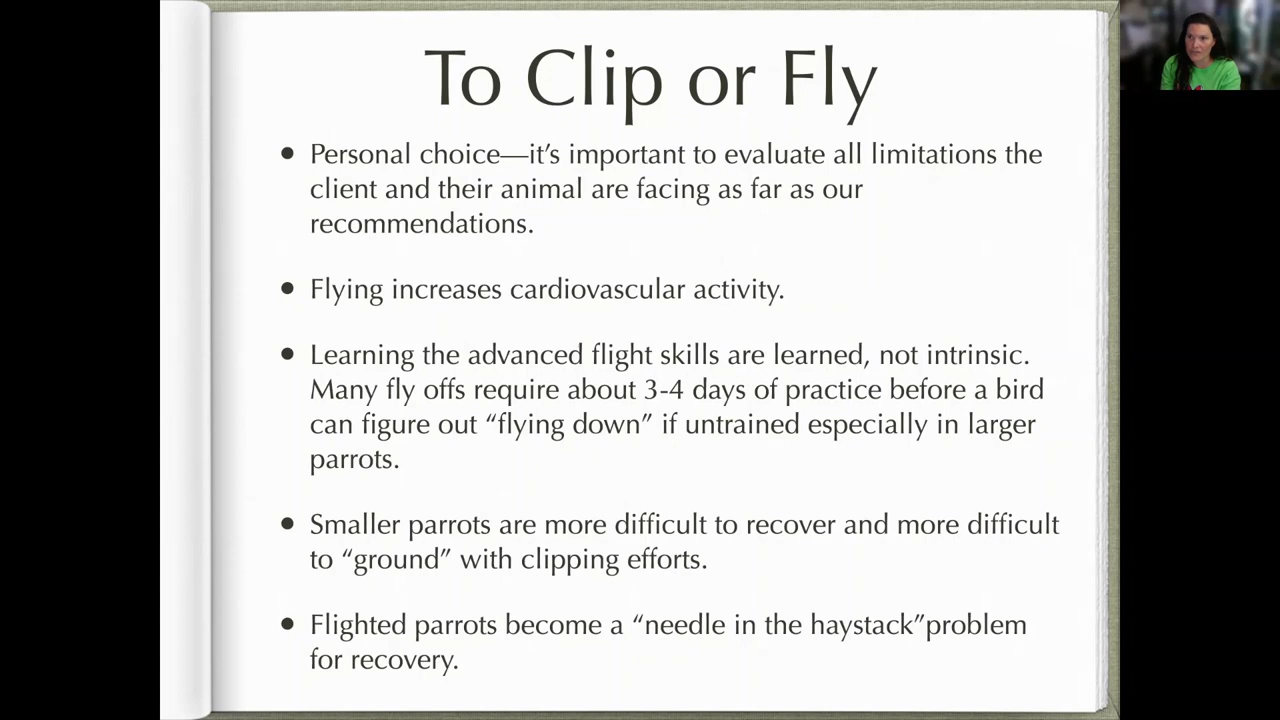 To Clip or Fly
• Personal choice—it’s important to evaluate all limitations the
client and their animal are facing as far as our
recommendations.
• Flying increases cardiovascular activity.
• Learning the advanced flight skills are learned, not intrinsic.
Many fly offs require about 3-4 days of practice before a bird
can figure out “flying down” if untrained especially in larger
parrots.
• Smaller parrots are more difficult to recover and more difficult
to “ground” with clipping efforts.
• Flighted parrots become a “needle in the haystack”problem
for recovery.